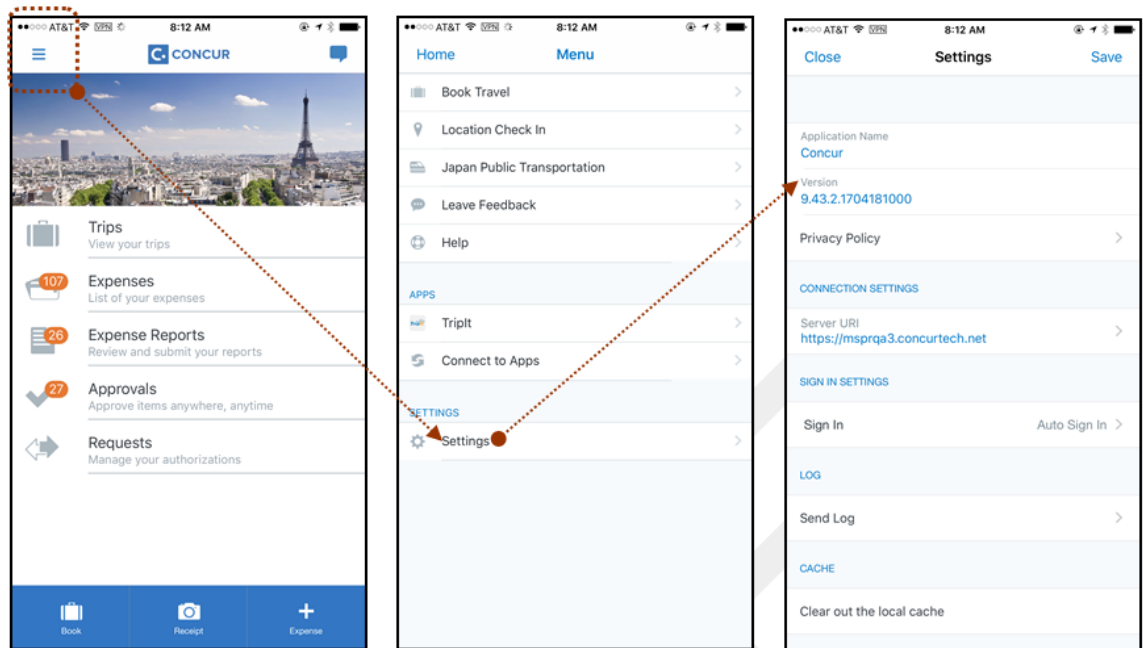 AT&T VPN 8:12 AM
CONCUR
Trips
View your trips
107
Expenses
List of your expenses
26
Expense Reports
Review and submit your reports
27
Approvals
Approve items anywhere, anytime
Requests
Manage your authorizations
Book Receipt Expense
AT&T VPN 8:12 AM
Home Menu
Book Travel
Location Check In
Japan Public Transportation
Leave Feedback
Help
APPS
TripIt
Connect to Apps
SETTINGS
Settings
AT&T VPN 8:12 AM
Close Settings Save
Application Name
Concur
Version
9.43.2.1704181000
Privacy Policy
CONNECTION SETTINGS
Server URI
https://msprqa3.concurtech.net
SIGN IN SETTINGS
Sign In Auto Sign In
LOG
Send Log
CACHE
Clear out the local cache